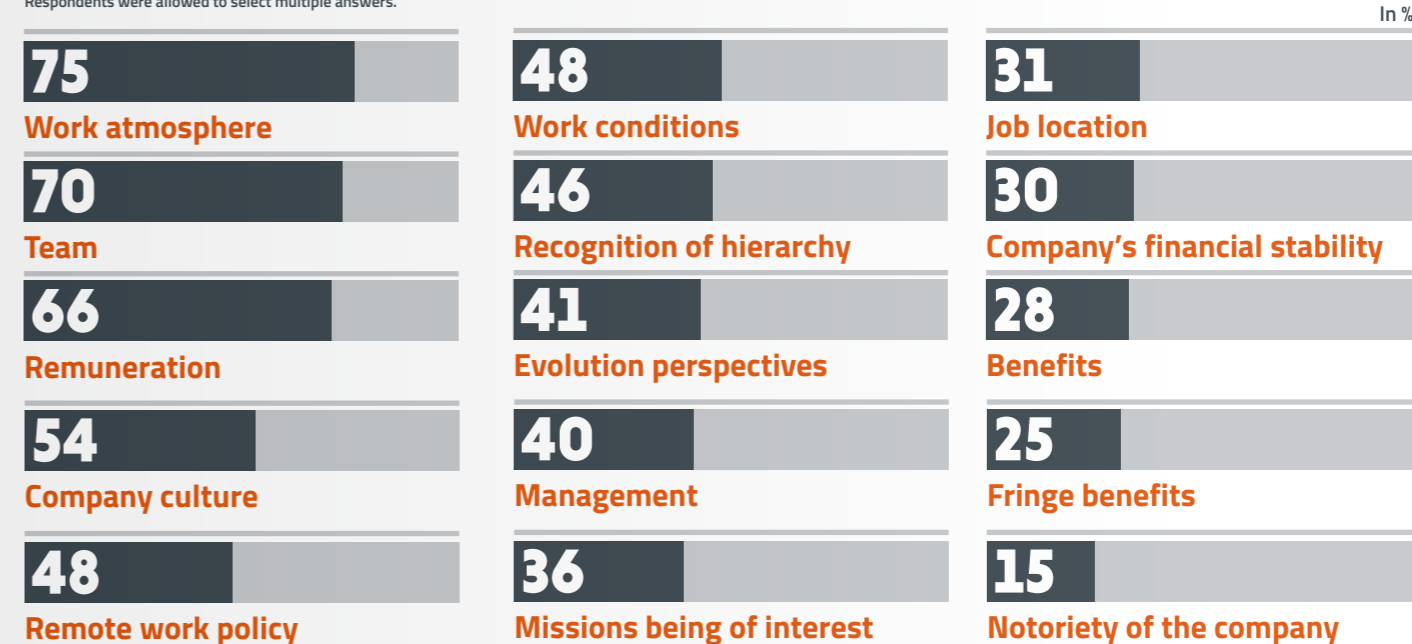 Respondents were allowed to select multiple answers.
In %
75
Work atmosphere
70
Team
66
Remuneration
54
Company culture
48
Remote work policy
48
Work conditions
46
Recognition of hierarchy
41
Evolution perspectives
40
Management
36
Missions being of interest
31
Job location
30
Company's financial stability
28
Benefits
25
Fringe benefits
15
Notoriety of the company